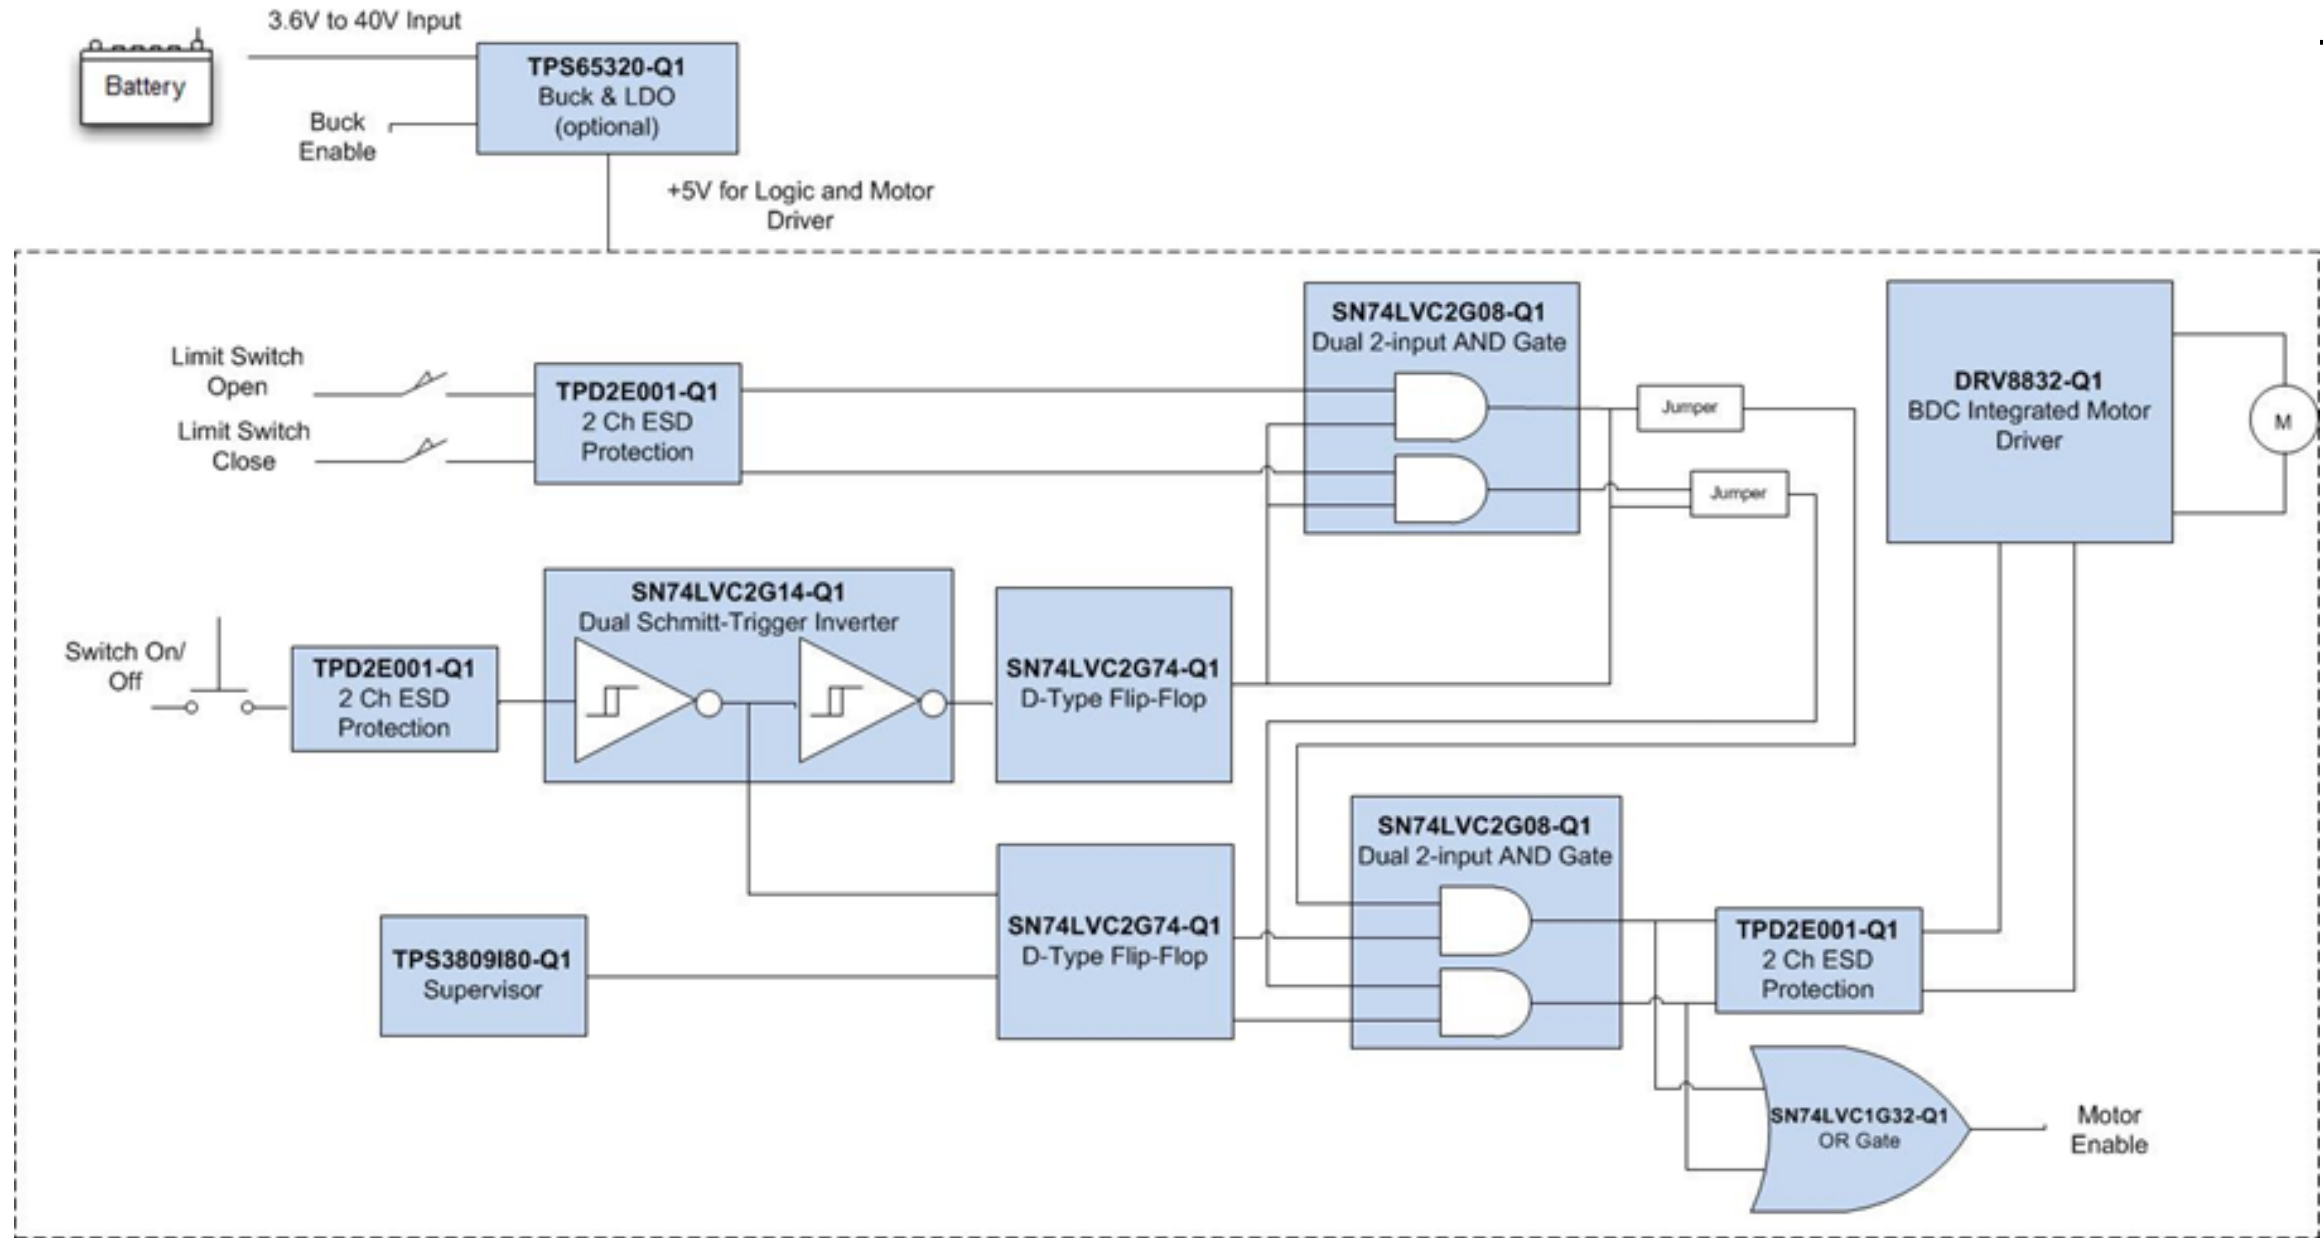 3.6V to 40V Input
Battery
TPS65320-Q1
Buck & LDO
(optional)
Buck
Enable
+5V for Logic and Motor
Driver
SN74LVC2G08-Q1
Dual 2-input AND Gate
Limit Switch
Open
Limit Switch
Close
TPD2E001-Q1
2 Ch ESD
Protection
Jumper
Jumper
DRV8832-Q1
BDC Integrated Motor
Driver
M
SN74LVC2G14-Q1
Dual Schmitt-Trigger Inverter
Switch On/
Off
TPD2E001-Q1
2 Ch ESD
Protection
SN74LVC2G74-Q1
D-Type Flip-Flop
SN74LVC2G08-Q1
Dual 2-input AND Gate
TPS3809I80-Q1
Supervisor
SN74LVC2G74-Q1
D-Type Flip-Flop
TPD2E001-Q1
2 Ch ESD
Protection
SN74LVC1G32-Q1
OR Gate
Motor
Enable